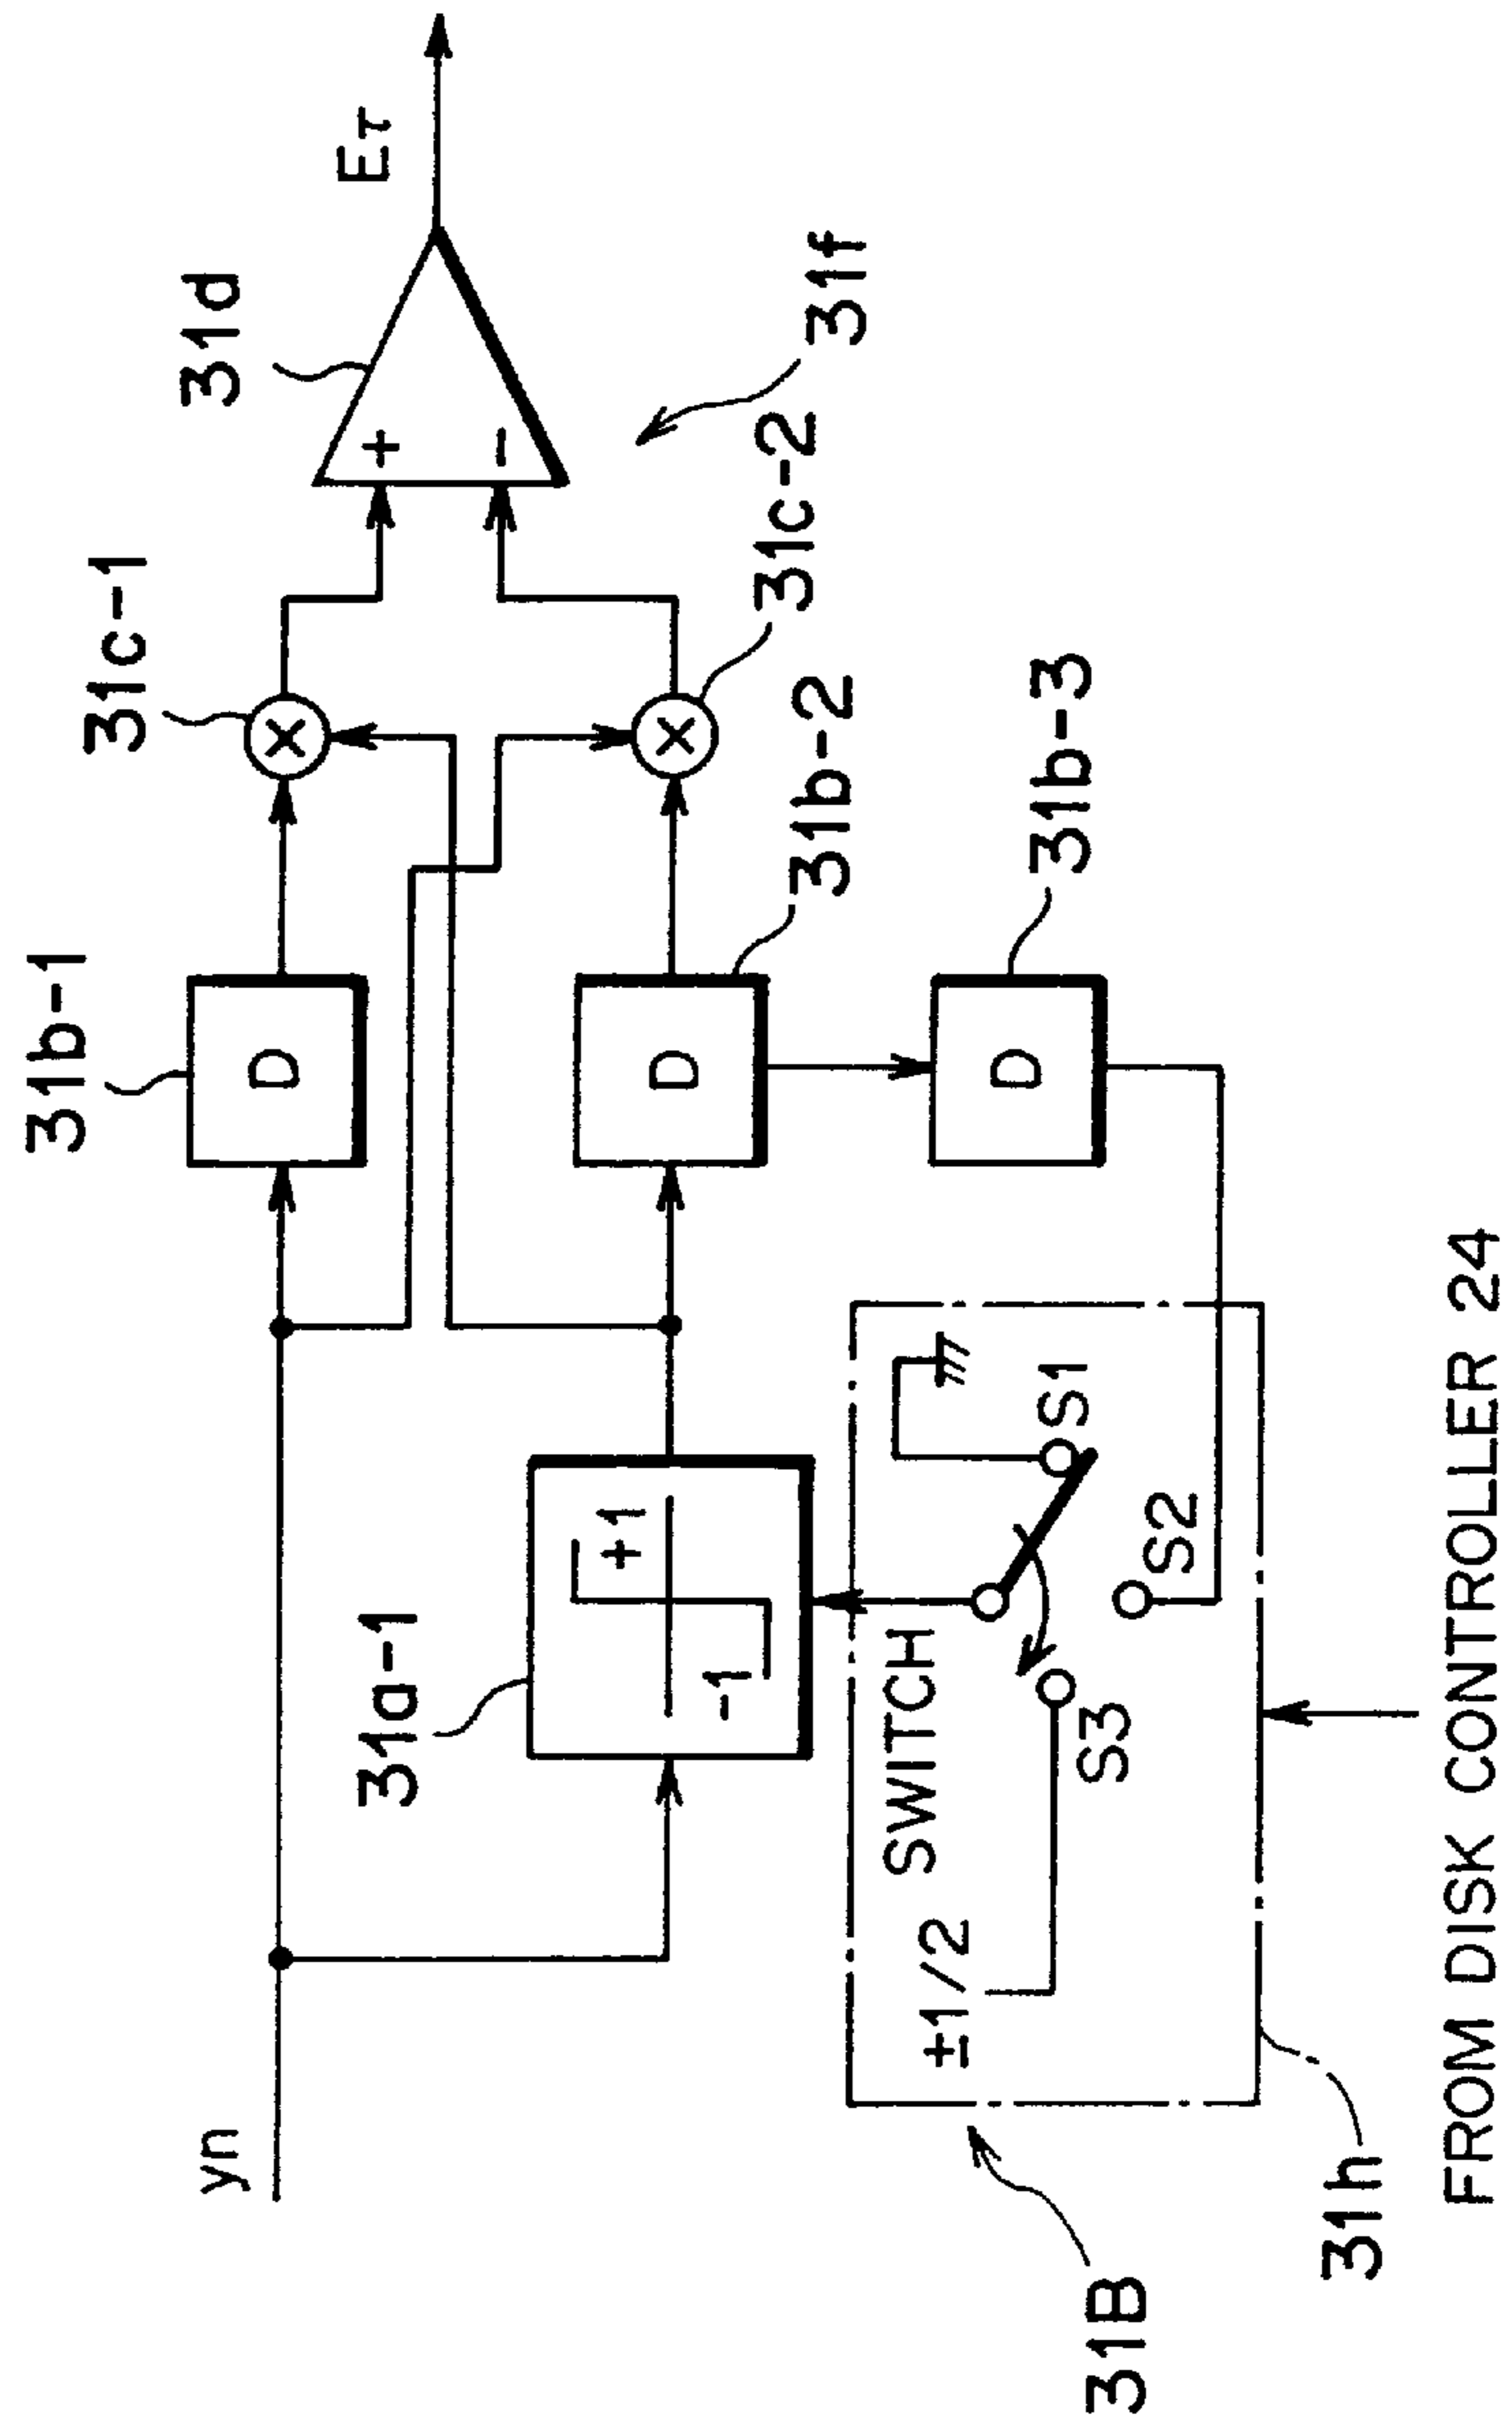 yn
31b-1
D
31c-1
×
31d
+
−
Eτ
31a-1
+1
-1
D
31b-2
×
31c-2
31f
SWITCH
±1/2
S3
S1
S2
D
31b-3
31B
31h
FROM DISK CONTROLLER 24